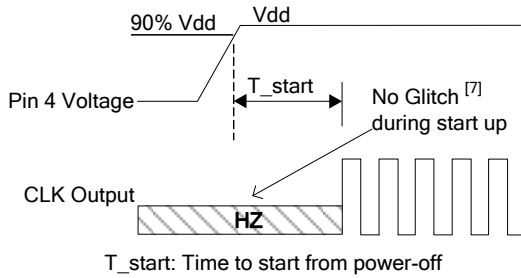 90% Vdd
Vdd
T_start
Pin 4 Voltage
No Glitch [7]
during start up
CLK Output
HZ
T_start: Time to start from power-off